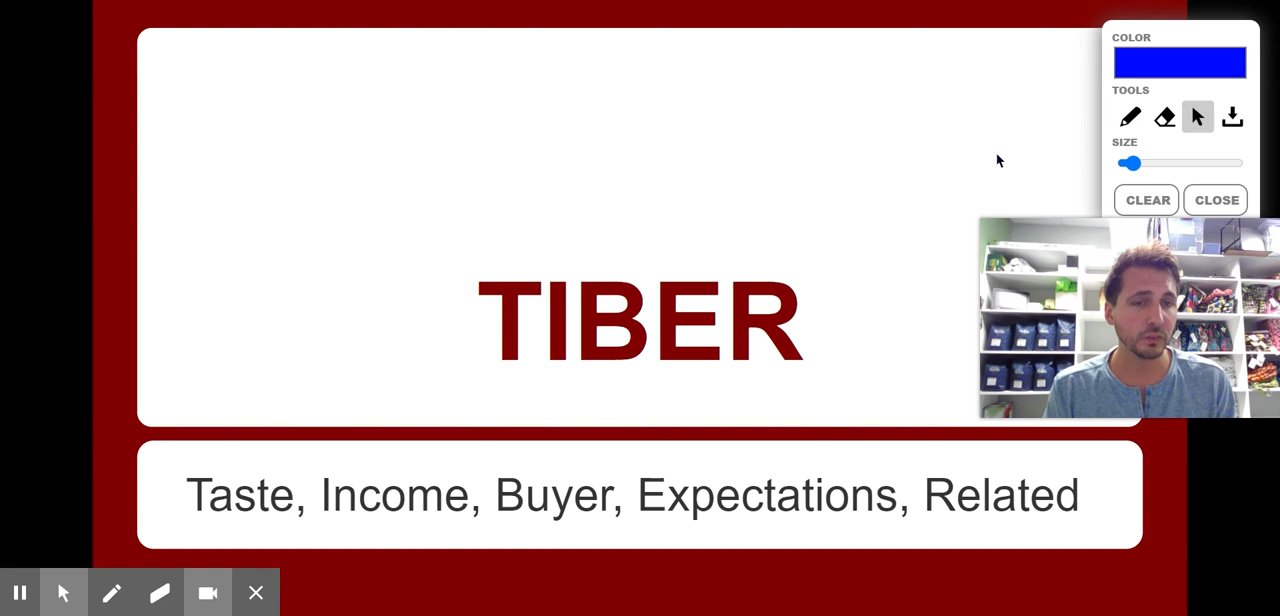 COLOR
TOOLS
SIZE
CLEAR CLOSE
TIBER
Taste, Income, Buyer, Expectations, Related